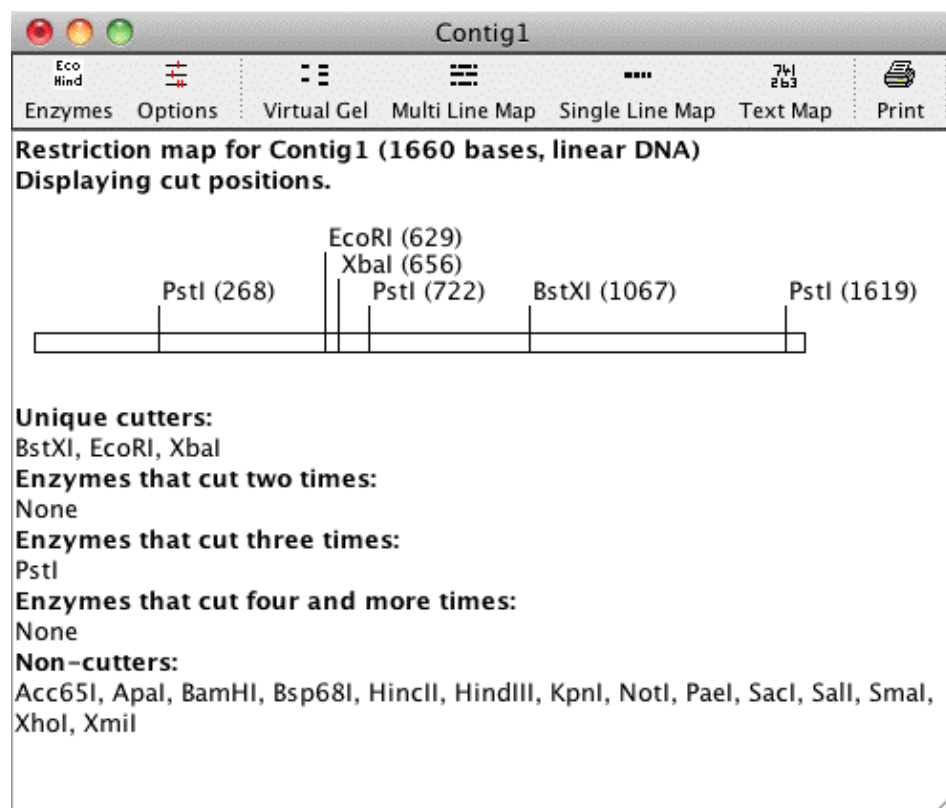 Contig1
Eco
Hind
741
263
Enzymes Options Virtual Gel Multi Line Map Single Line Map Text Map Print
Restriction map for Contig1 (1660 bases, linear DNA)
Displaying cut positions.
EcoRI (629)
XbaI (656)
PstI (268) PstI (722) BstXI (1067) PstI (1619)
Unique cutters:
BstXI, EcoRI, XbaI
Enzymes that cut two times:
None
Enzymes that cut three times:
PstI
Enzymes that cut four and more times:
None
Non-cutters:
Acc65I, ApaI, BamHI, Bsp68I, HincII, HindIII, KpnI, NotI, PaeI, SacI, SalI, SmaI,
XhoI, XmiI